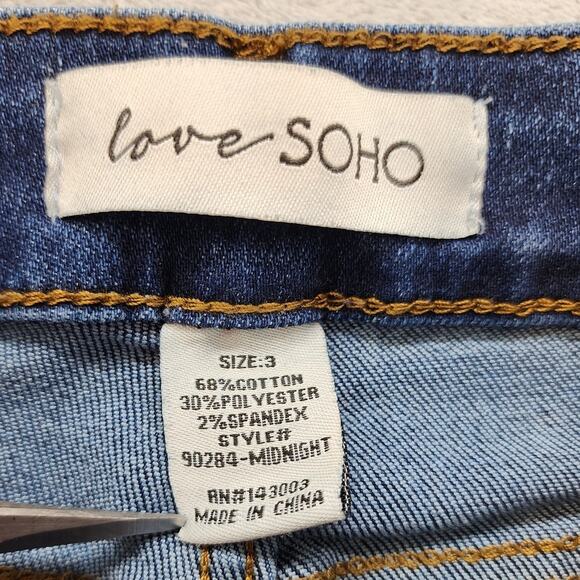 love SOHO
SIZE:3
68%COTTON
30%POLYESTER
2%SPANDEX
STYLE#
90284-MIDNIGHT
RN#143003
MADE IN CHINA